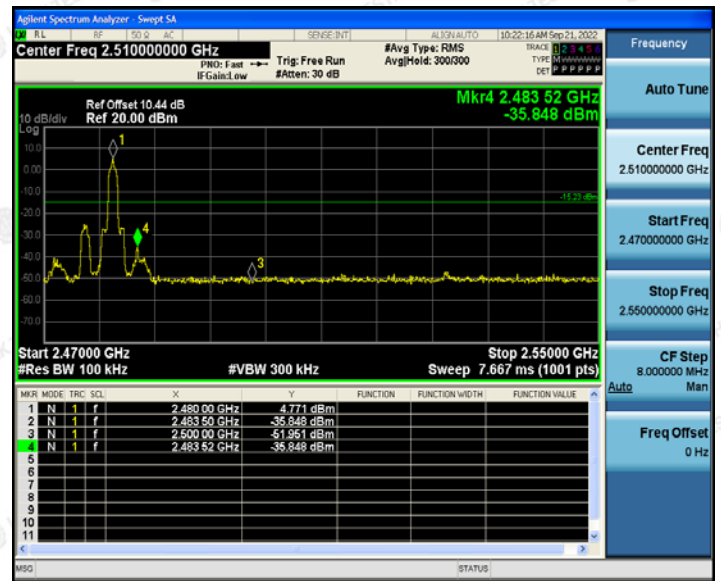 Agilent Spectrum Analyzer - Swept SA
RL RF 50 Ω AC SENSE:INT ALIGN AUTO 10:22:16 AM Sep 21, 2022
Center Freq 2.510000000 GHz #Avg Type: RMS TRACE 1 2 3 4 5 6
PNO: Fast Trig: Free Run Avg|Hold: 300/300 TYPE MWWWWW
IFGain:Low #Atten: 30 dB DET P P P P P P
Mkr4 2.483 52 GHz
-35.848 dBm
Ref Offset 10.44 dB
10 dB/div Ref 20.00 dBm
Log
10.0
0.00
-10.0
-20.0
-30.0
-40.0
-50.0
-60.0
-70.0
1
4
3
-15.23 dBm
Start 2.47000 GHz Stop 2.55000 GHz
#Res BW 100 kHz #VBW 300 kHz Sweep 7.667 ms (1001 pts)
MKR MODE TRC SCL X Y FUNCTION FUNCTION WIDTH FUNCTION VALUE
1 N 1 f 2.480 00 GHz 4.771 dBm
2 N 1 f 2.483 50 GHz -35.848 dBm
3 N 1 f 2.500 00 GHz -51.951 dBm
4 N 1 f 2.483 52 GHz -35.848 dBm
5
6
7
8
9
10
11
MSG STATUS
Frequency
Auto Tune
Center Freq
2.510000000 GHz
Start Freq
2.470000000 GHz
Stop Freq
2.550000000 GHz
CF Step
8.000000 MHz
Auto Man
Freq Offset
0 Hz